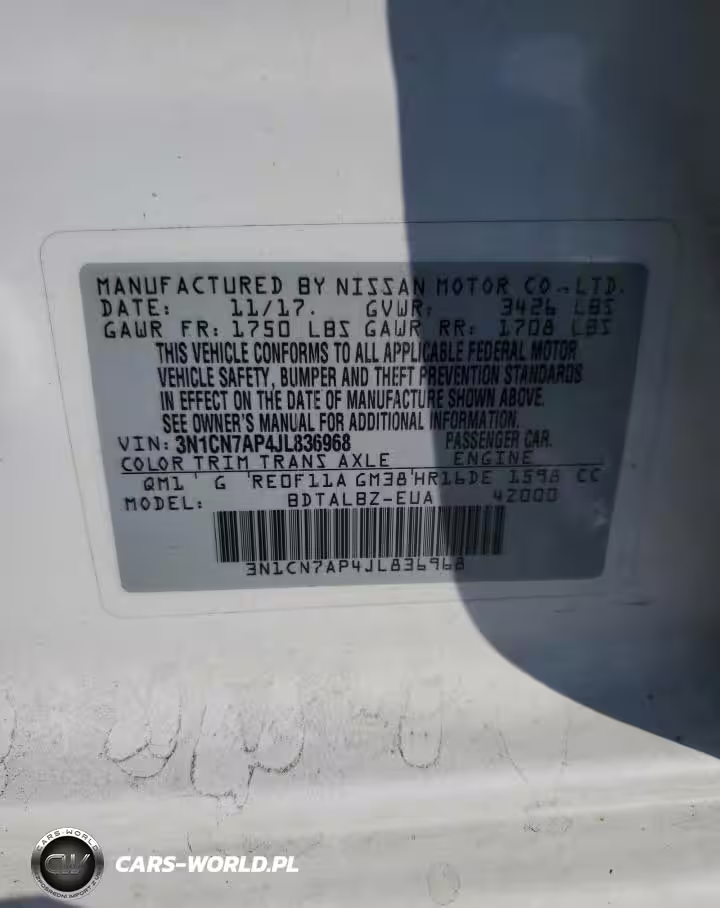 MANUFACTURED BY NISSAN MOTOR CO.,LTD.
DATE: 11/17. GVWR: 3426 LBS
GAWR FR: 1750 LBS GAWR RR: 1708 LBS
THIS VEHICLE CONFORMS TO ALL APPLICABLE FEDERAL MOTOR
VEHICLE SAFETY, BUMPER AND THEFT PREVENTION STANDARDS
IN EFFECT ON THE DATE OF MANUFACTURE SHOWN ABOVE.
SEE OWNER'S MANUAL FOR ADDITIONAL INFORMATION.
VIN: 3N1CN7AP4JL836968 PASSENGER CAR.
COLOR TRIM TRANS AXLE ENGINE
QM1 G RE0F11A GM38 HR16DE 1598 CC
MODEL: BDTALBZ-EUA 42000
3N1CN7AP4JL836968
CARS-WORLD
CW
CARS-WORLD.PL